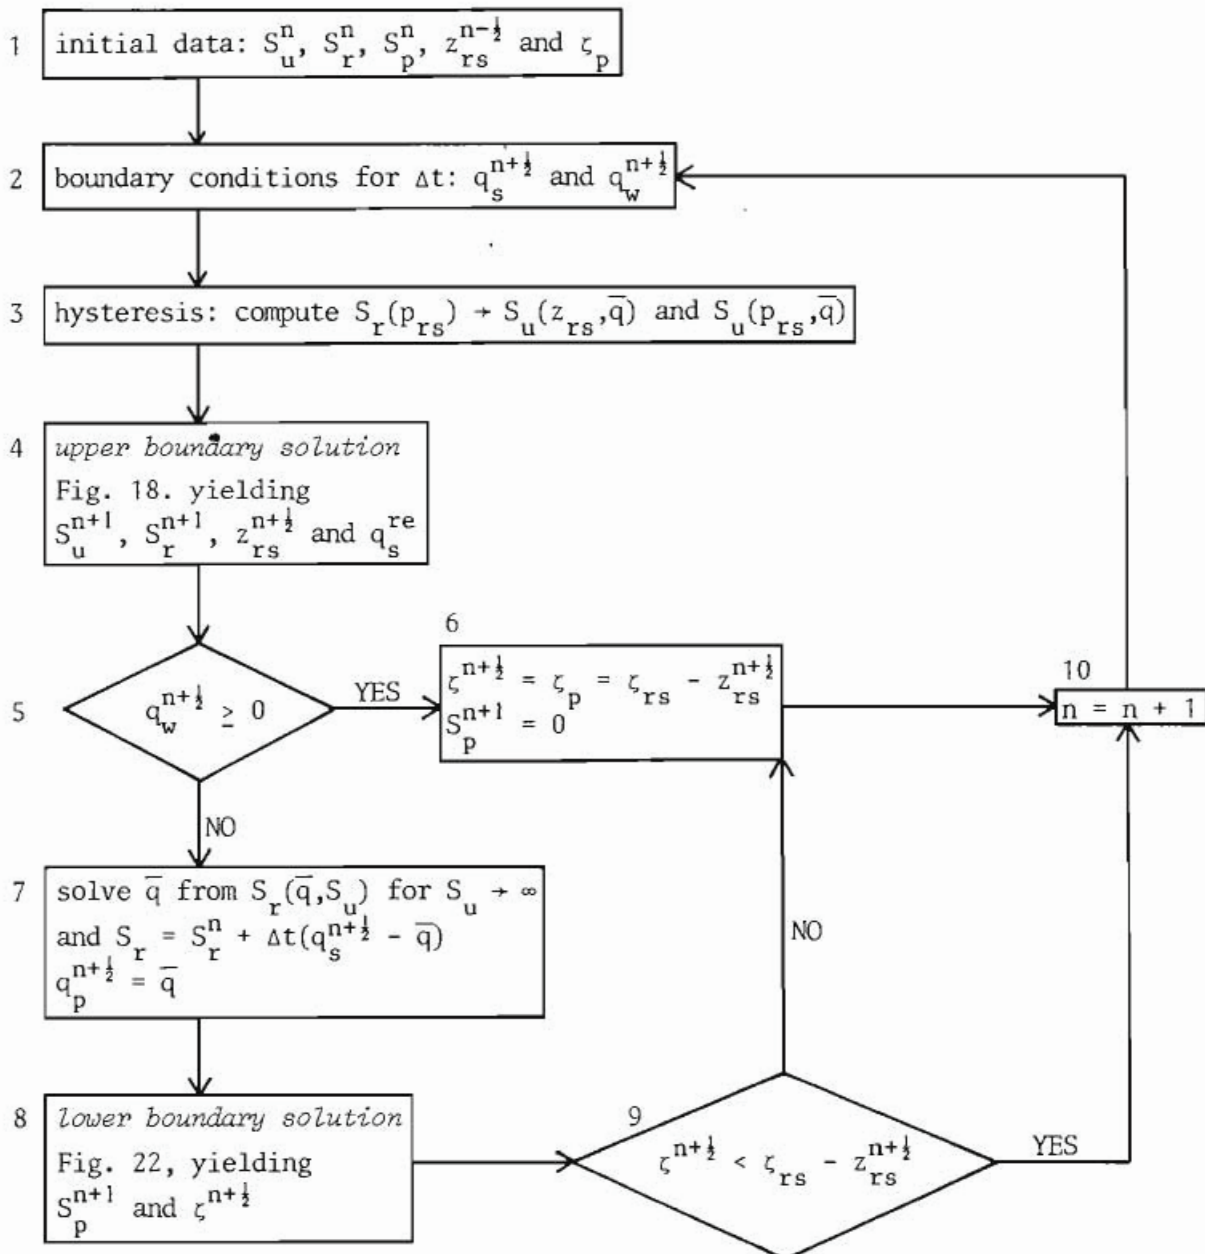 1
initial data: S_u^n, S_r^n, S_p^n, z_rs^{n-½} and ζ_p
2
boundary conditions for Δt: q_s^{n+½} and q_w^{n+½}
3
hysteresis: compute S_r(p_rs) → S_u(z_rs,q̅) and S_u(p_rs,q̅)
4
upper boundary solution
Fig. 18. yielding
S_u^{n+1}, S_r^{n+1}, z_rs^{n+½} and q_s^{re}
5
q_w^{n+½} ≥ 0
YES
6
ζ^{n+½} = ζ_p = ζ_rs - z_rs^{n+½}
S_p^{n+1} = 0
10
n = n + 1
NO
7
solve q̅ from S_r(q̅,S_u) for S_u → ∞
and S_r = S_r^n + Δt(q_s^{n+½} - q̅)
q_p^{n+½} = q̅
NO
8
lower boundary solution
Fig. 22, yielding
S_p^{n+1} and ζ^{n+½}
9
ζ^{n+½} < ζ_rs - z_rs^{n+½}
YES